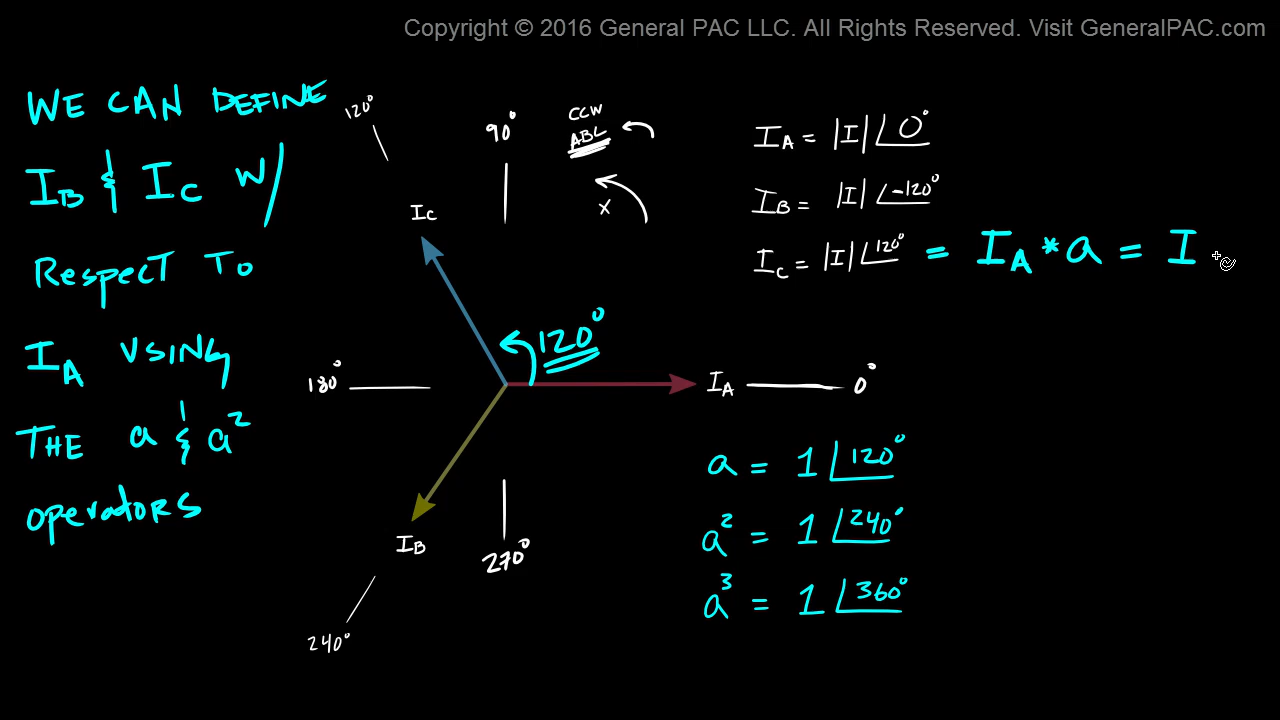 Copyright © 2016 General PAC LLC. All Rights Reserved. Visit GeneralPAC.com
WE CAN DEFINE
IB & IC W/
RESPECT TO
IA USING
THE a & a²
operators
120°
90°
CCW
ABC
x
IC
120°
180°
IA
0°
IB
270°
240°
IA = |I| ∠0°
IB = |I| ∠-120°
IC = |I| ∠120° = IA * a = I
a = 1 ∠120°
a² = 1 ∠240°
a³ = 1 ∠360°